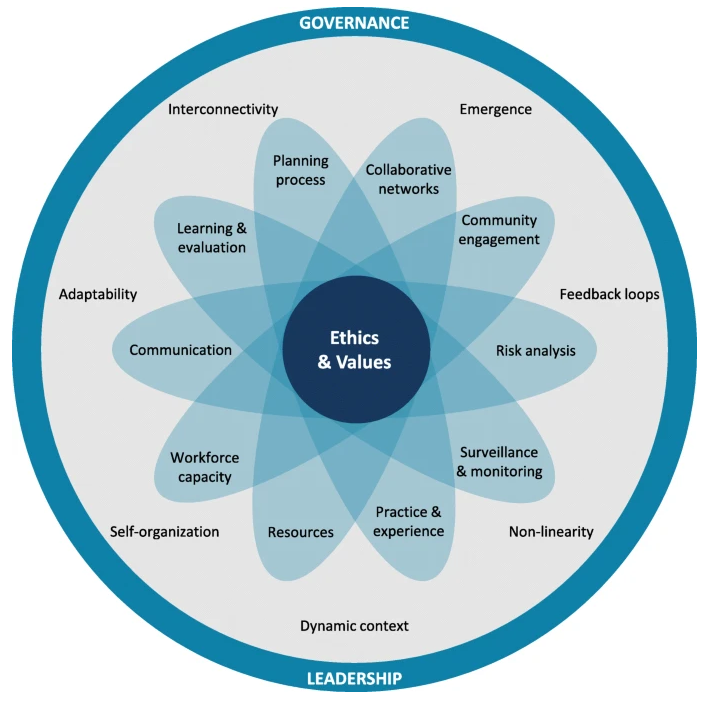 GOVERNANCE
Interconnectivity
Emergence
Planning
process
Collaborative
networks
Learning &
evaluation
Community
engagement
Adaptability
Feedback loops
Communication
Ethics
& Values
Risk analysis
Workforce
capacity
Surveillance
& monitoring
Self-organization
Resources
Practice &
experience
Non-linearity
Dynamic context
LEADERSHIP